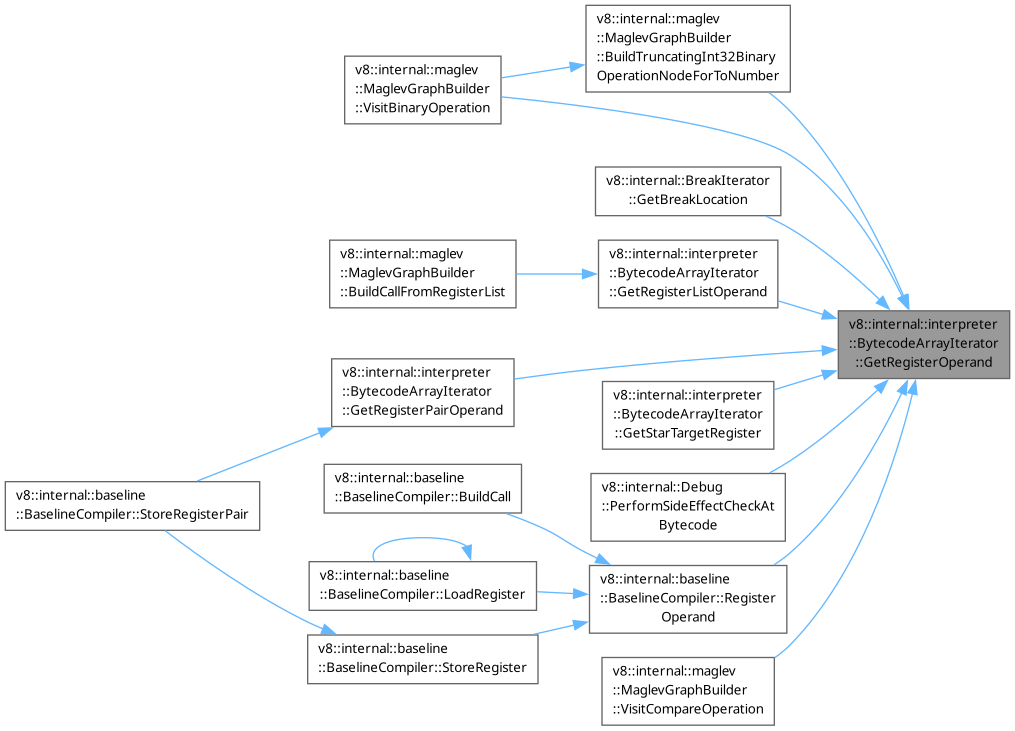 v8::internal::maglev
::MaglevGraphBuilder
::BuildTruncatingInt32Binary
OperationNodeForToNumber
v8::internal::maglev
::MaglevGraphBuilder
::VisitBinaryOperation
v8::internal::BreakIterator
::GetBreakLocation
v8::internal::maglev
::MaglevGraphBuilder
::BuildCallFromRegisterList
v8::internal::interpreter
::BytecodeArrayIterator
::GetRegisterListOperand
v8::internal::interpreter
::BytecodeArrayIterator
::GetRegisterOperand
v8::internal::interpreter
::BytecodeArrayIterator
::GetRegisterPairOperand
v8::internal::interpreter
::BytecodeArrayIterator
::GetStarTargetRegister
v8::internal::baseline
::BaselineCompiler::StoreRegisterPair
v8::internal::baseline
::BaselineCompiler::BuildCall
v8::internal::Debug
::PerformSideEffectCheckAt
Bytecode
v8::internal::baseline
::BaselineCompiler::LoadRegister
v8::internal::baseline
::BaselineCompiler::Register
Operand
v8::internal::baseline
::BaselineCompiler::StoreRegister
v8::internal::maglev
::MaglevGraphBuilder
::VisitCompareOperation